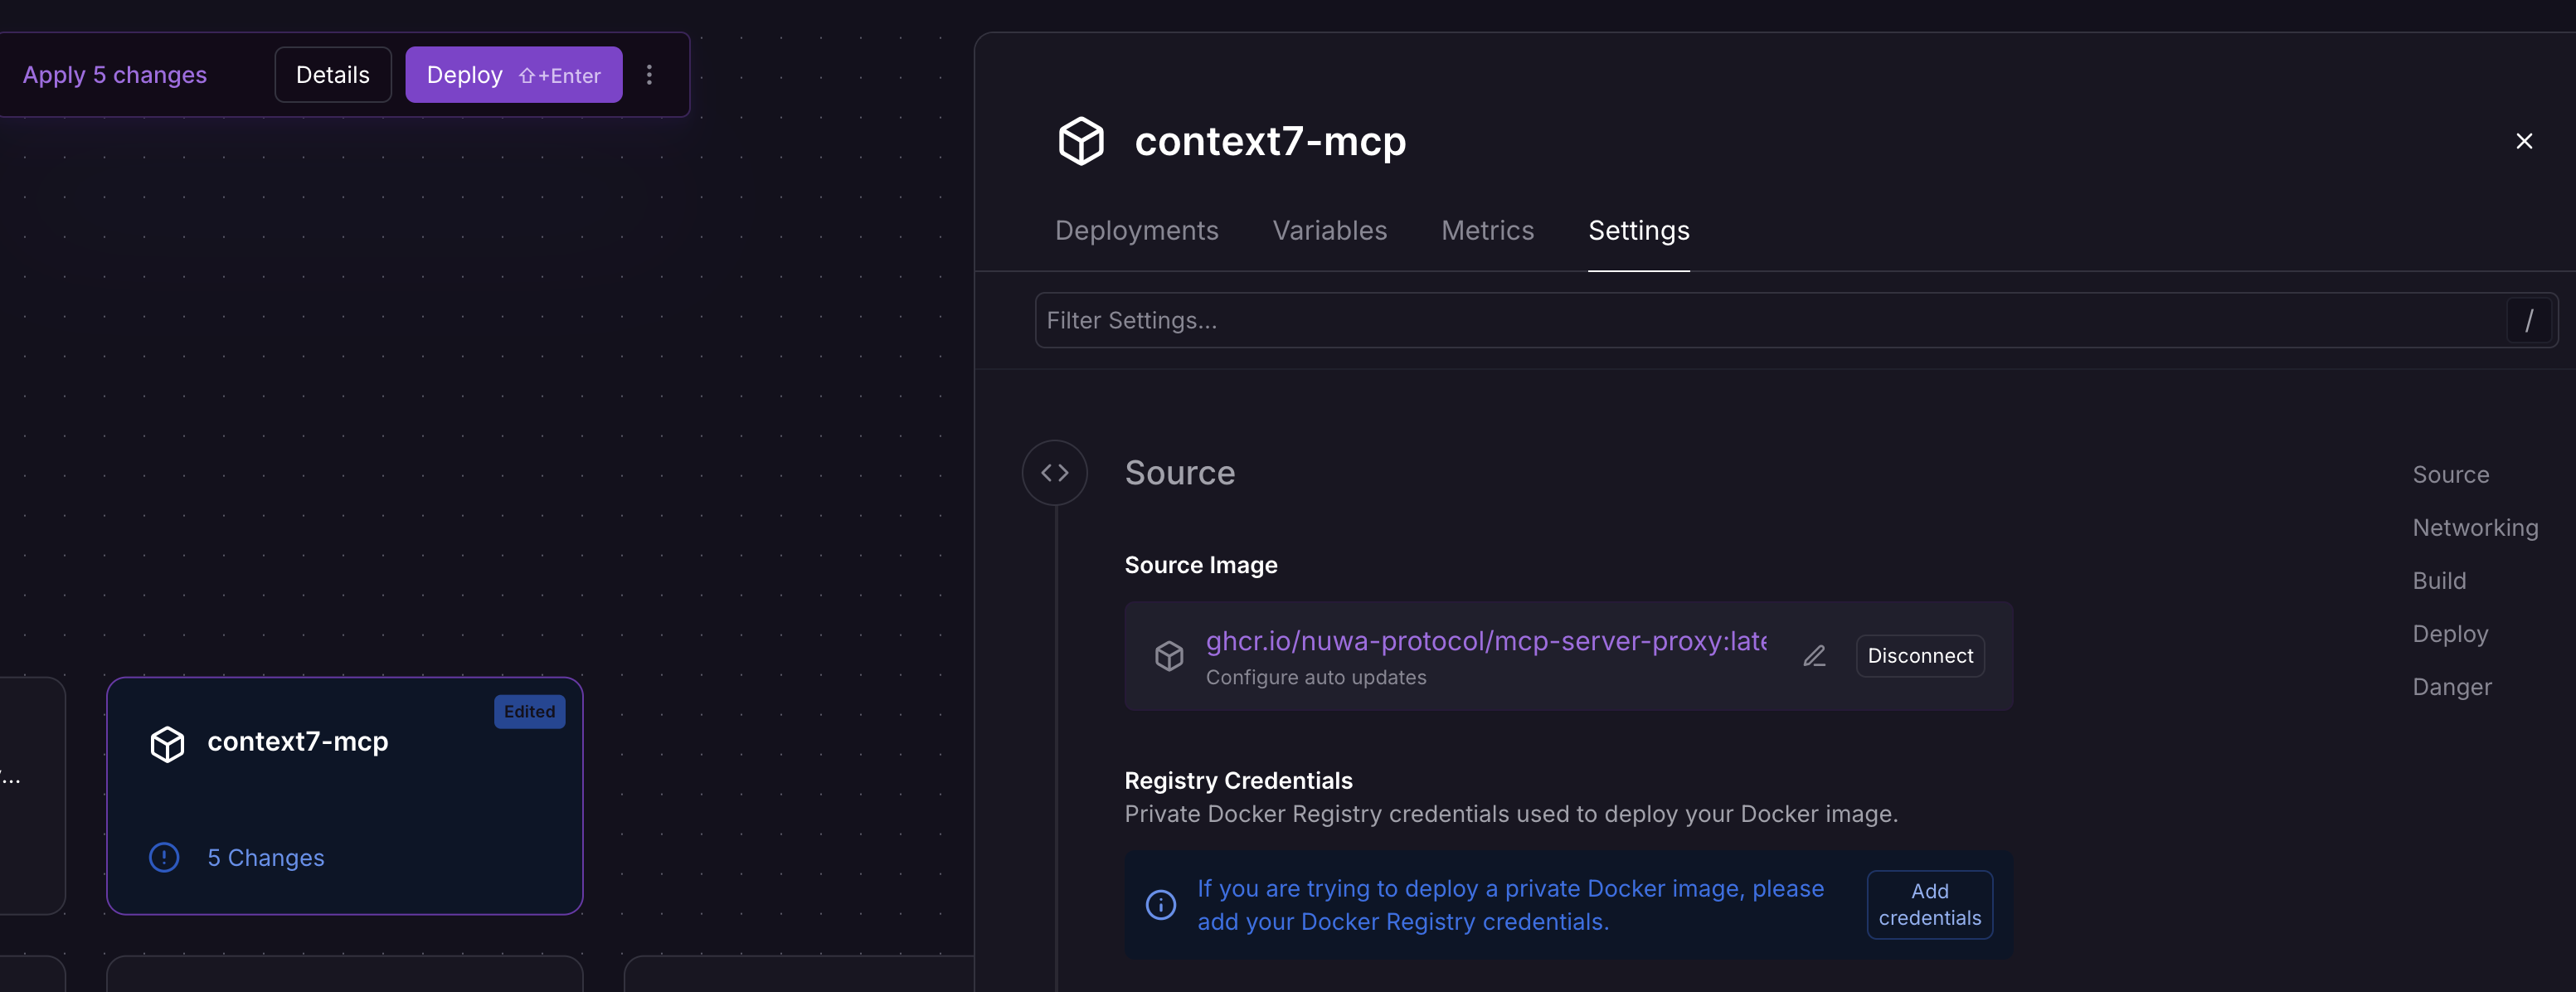 Apply 5 changes
Details
Deploy ⇧+Enter
context7-mcp
Deployments
Variables
Metrics
Settings
Filter Settings...
/
Source
Source Image
ghcr.io/nuwa-protocol/mcp-server-proxy:late
Configure auto updates
Disconnect
Registry Credentials
Private Docker Registry credentials used to deploy your Docker image.
If you are trying to deploy a private Docker image, please
add your Docker Registry credentials.
Add
credentials
Source
Networking
Build
Deploy
Danger
Edited
context7-mcp
5 Changes